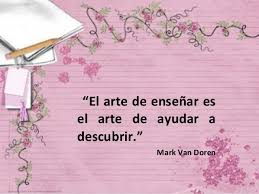 “El arte de enseñar es
el arte de ayudar a
descubrir.”
Mark Van Doren